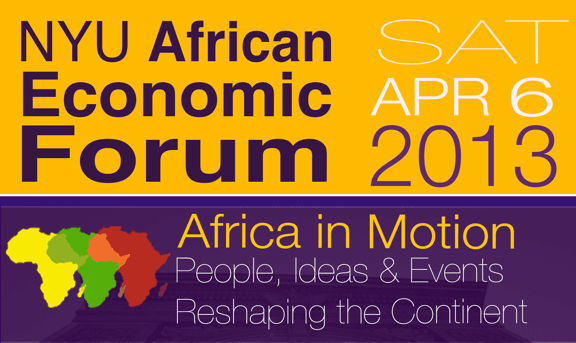 NYU African
Economic
Forum
SAT
APR 6
2013
Africa in Motion
People, Ideas & Events
Reshaping the Continent